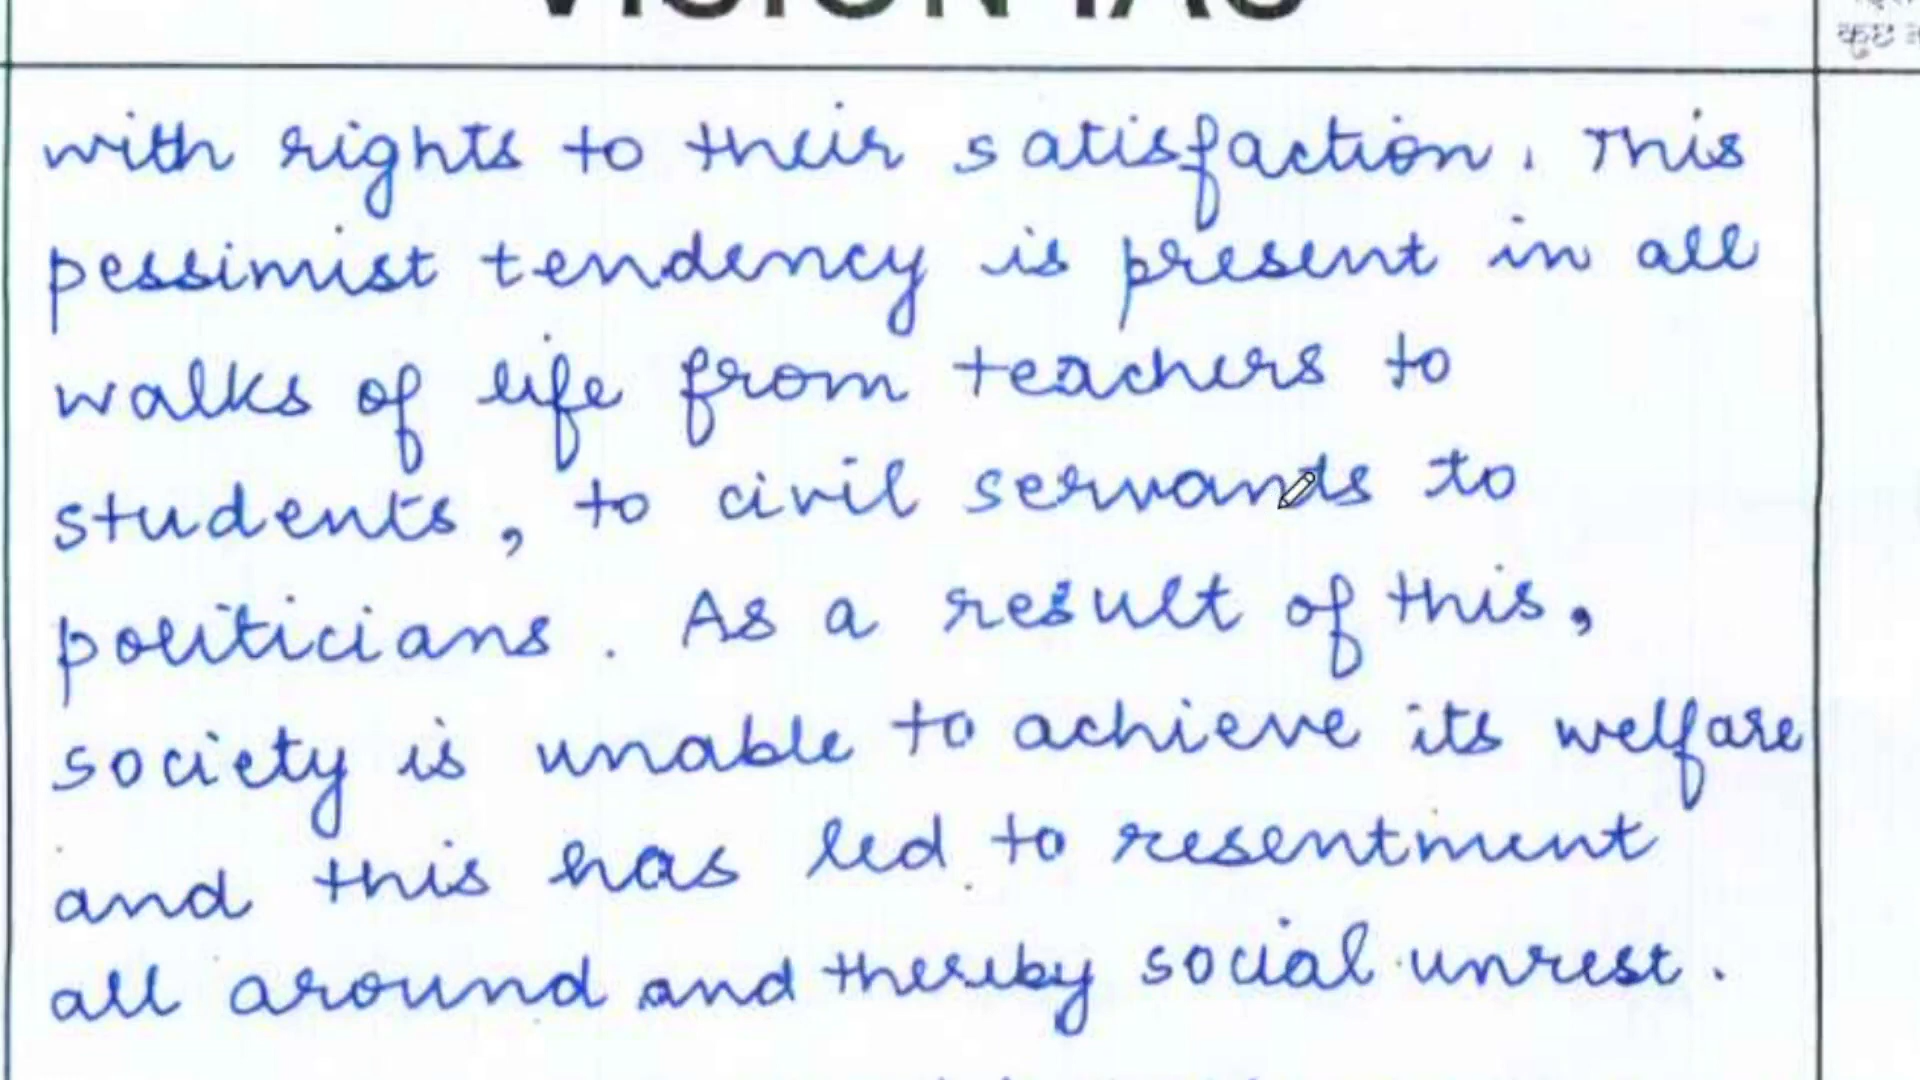 VISION IAS
with rights to their satisfaction. This
pessimist tendency is present in all
walks of life from teachers to
students, to civil servants to
politicians. As a result of this,
society is unable to achieve its welfare
and this has led to resentment
all around and thereby social unrest.